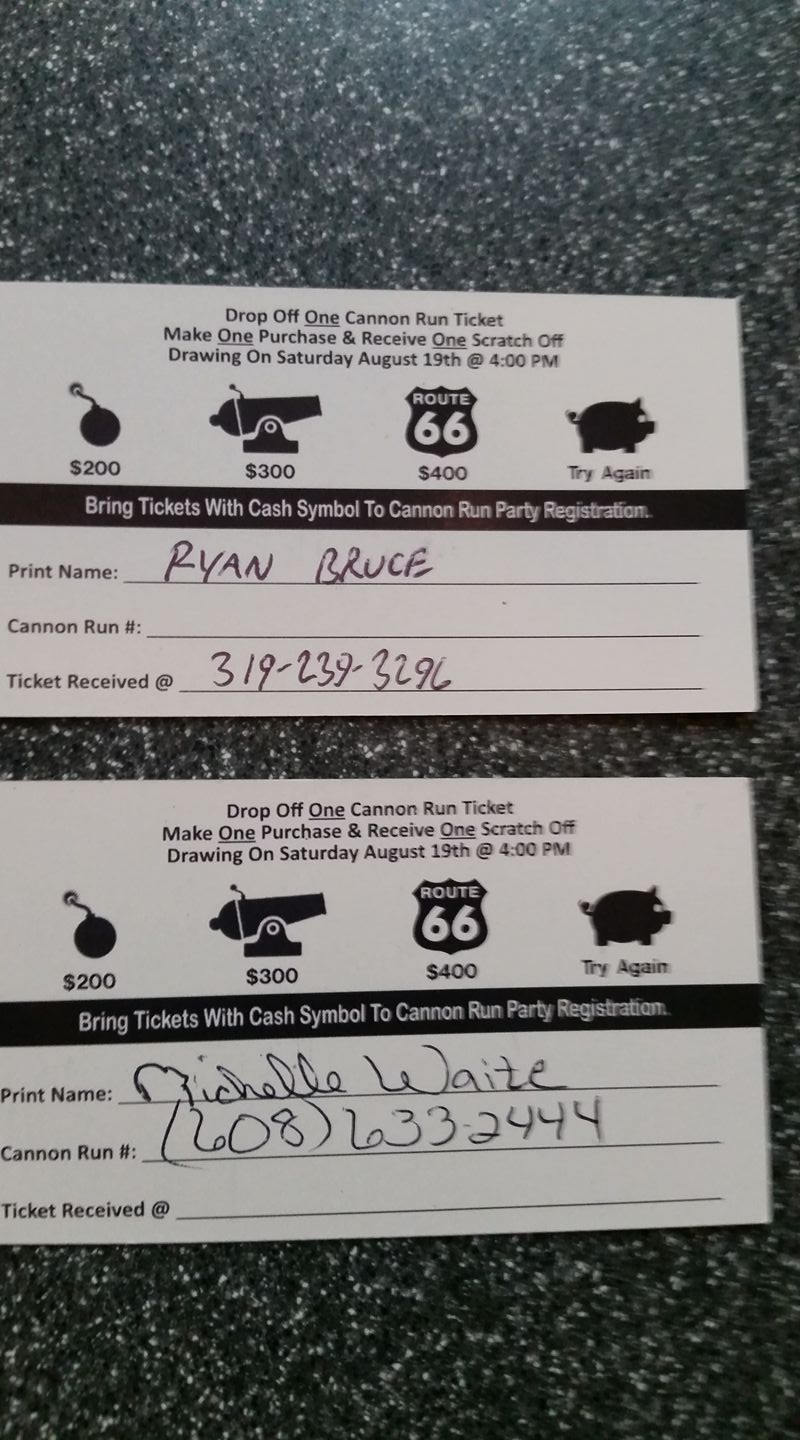 Drop Off One Cannon Run Ticket
Make One Purchase & Receive One Scratch Off
Drawing On Saturday August 19th @ 4:00 PM
ROUTE
66
$200 $300 $400 Try Again
Bring Tickets With Cash Symbol To Cannon Run Party Registration.
Print Name: RYAN BRUCE
Cannon Run #:
Ticket Received @ 319-239-3296
Drop Off One Cannon Run Ticket
Make One Purchase & Receive One Scratch Off
Drawing On Saturday August 19th @ 4:00 PM
ROUTE
66
$200 $300 $400 Try Again
Bring Tickets With Cash Symbol To Cannon Run Party Registration.
Print Name: Michelle Waite
Cannon Run #: (608) 633-2444
Ticket Received @